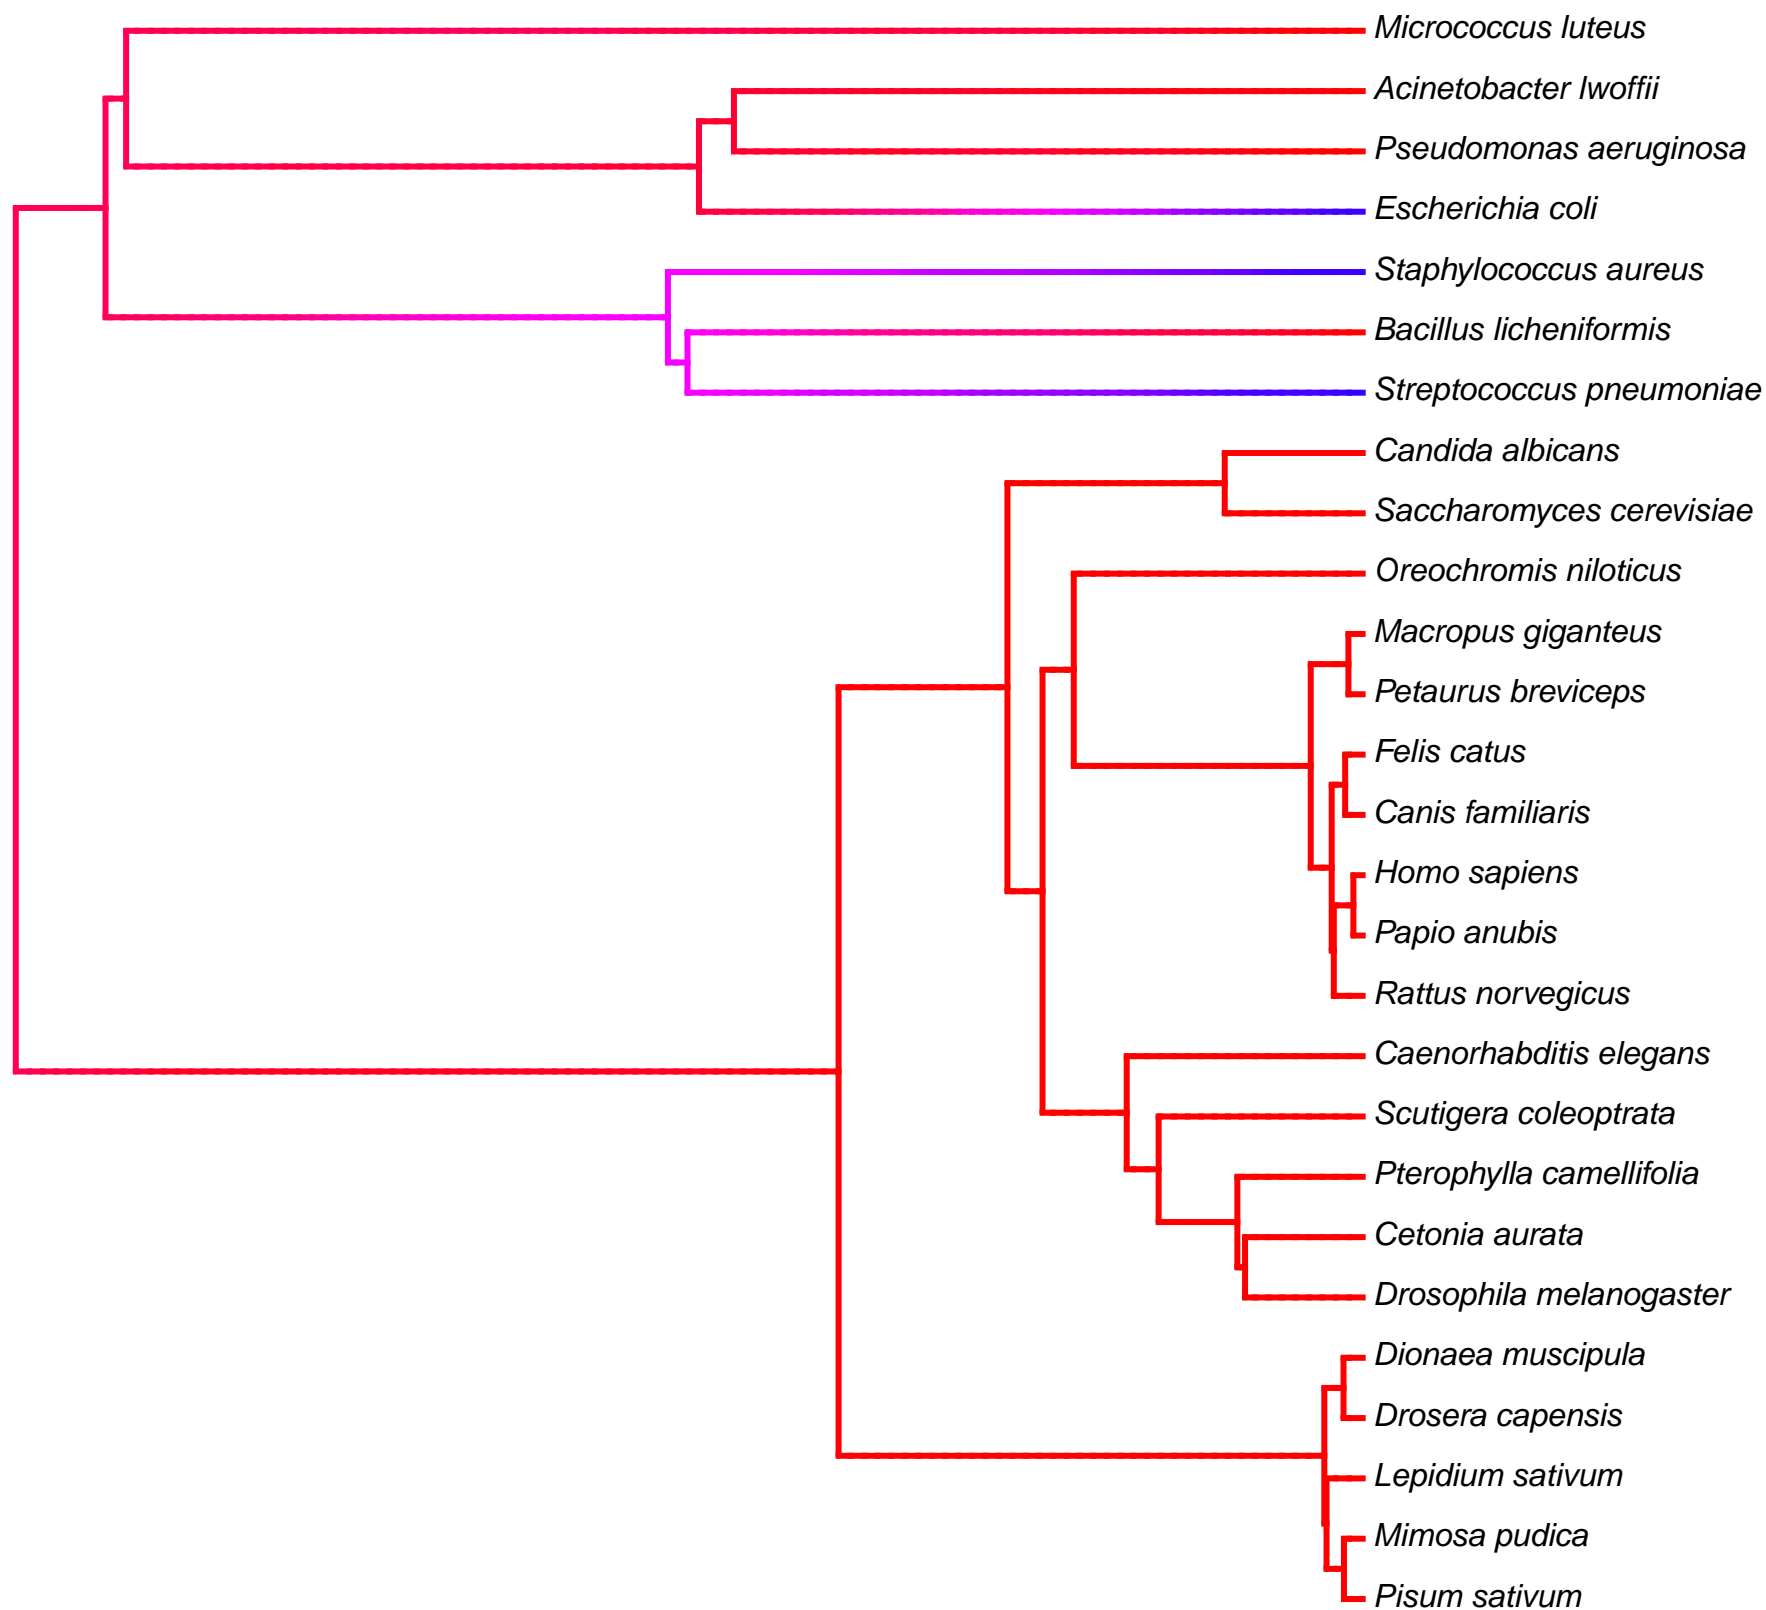 Micrococcus luteus
Acinetobacter lwoffii
Pseudomonas aeruginosa
Escherichia coli
Staphylococcus aureus
Bacillus licheniformis
Streptococcus pneumoniae
Candida albicans
Saccharomyces cerevisiae
Oreochromis niloticus
Macropus giganteus
Petaurus breviceps
Felis catus
Canis familiaris
Homo sapiens
Papio anubis
Rattus norvegicus
Caenorhabditis elegans
Scutigera coleoptrata
Pterophylla camellifolia
Cetonia aurata
Drosophila melanogaster
Dionaea muscipula
Drosera capensis
Lepidium sativum
Mimosa pudica
Pisum sativum